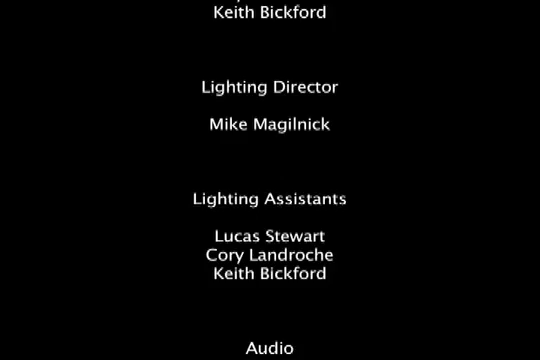 Keith Bickford
Lighting Director
Mike Magilnick
Lighting Assistants
Lucas Stewart
Cory Landroche
Keith Bickford
Audio